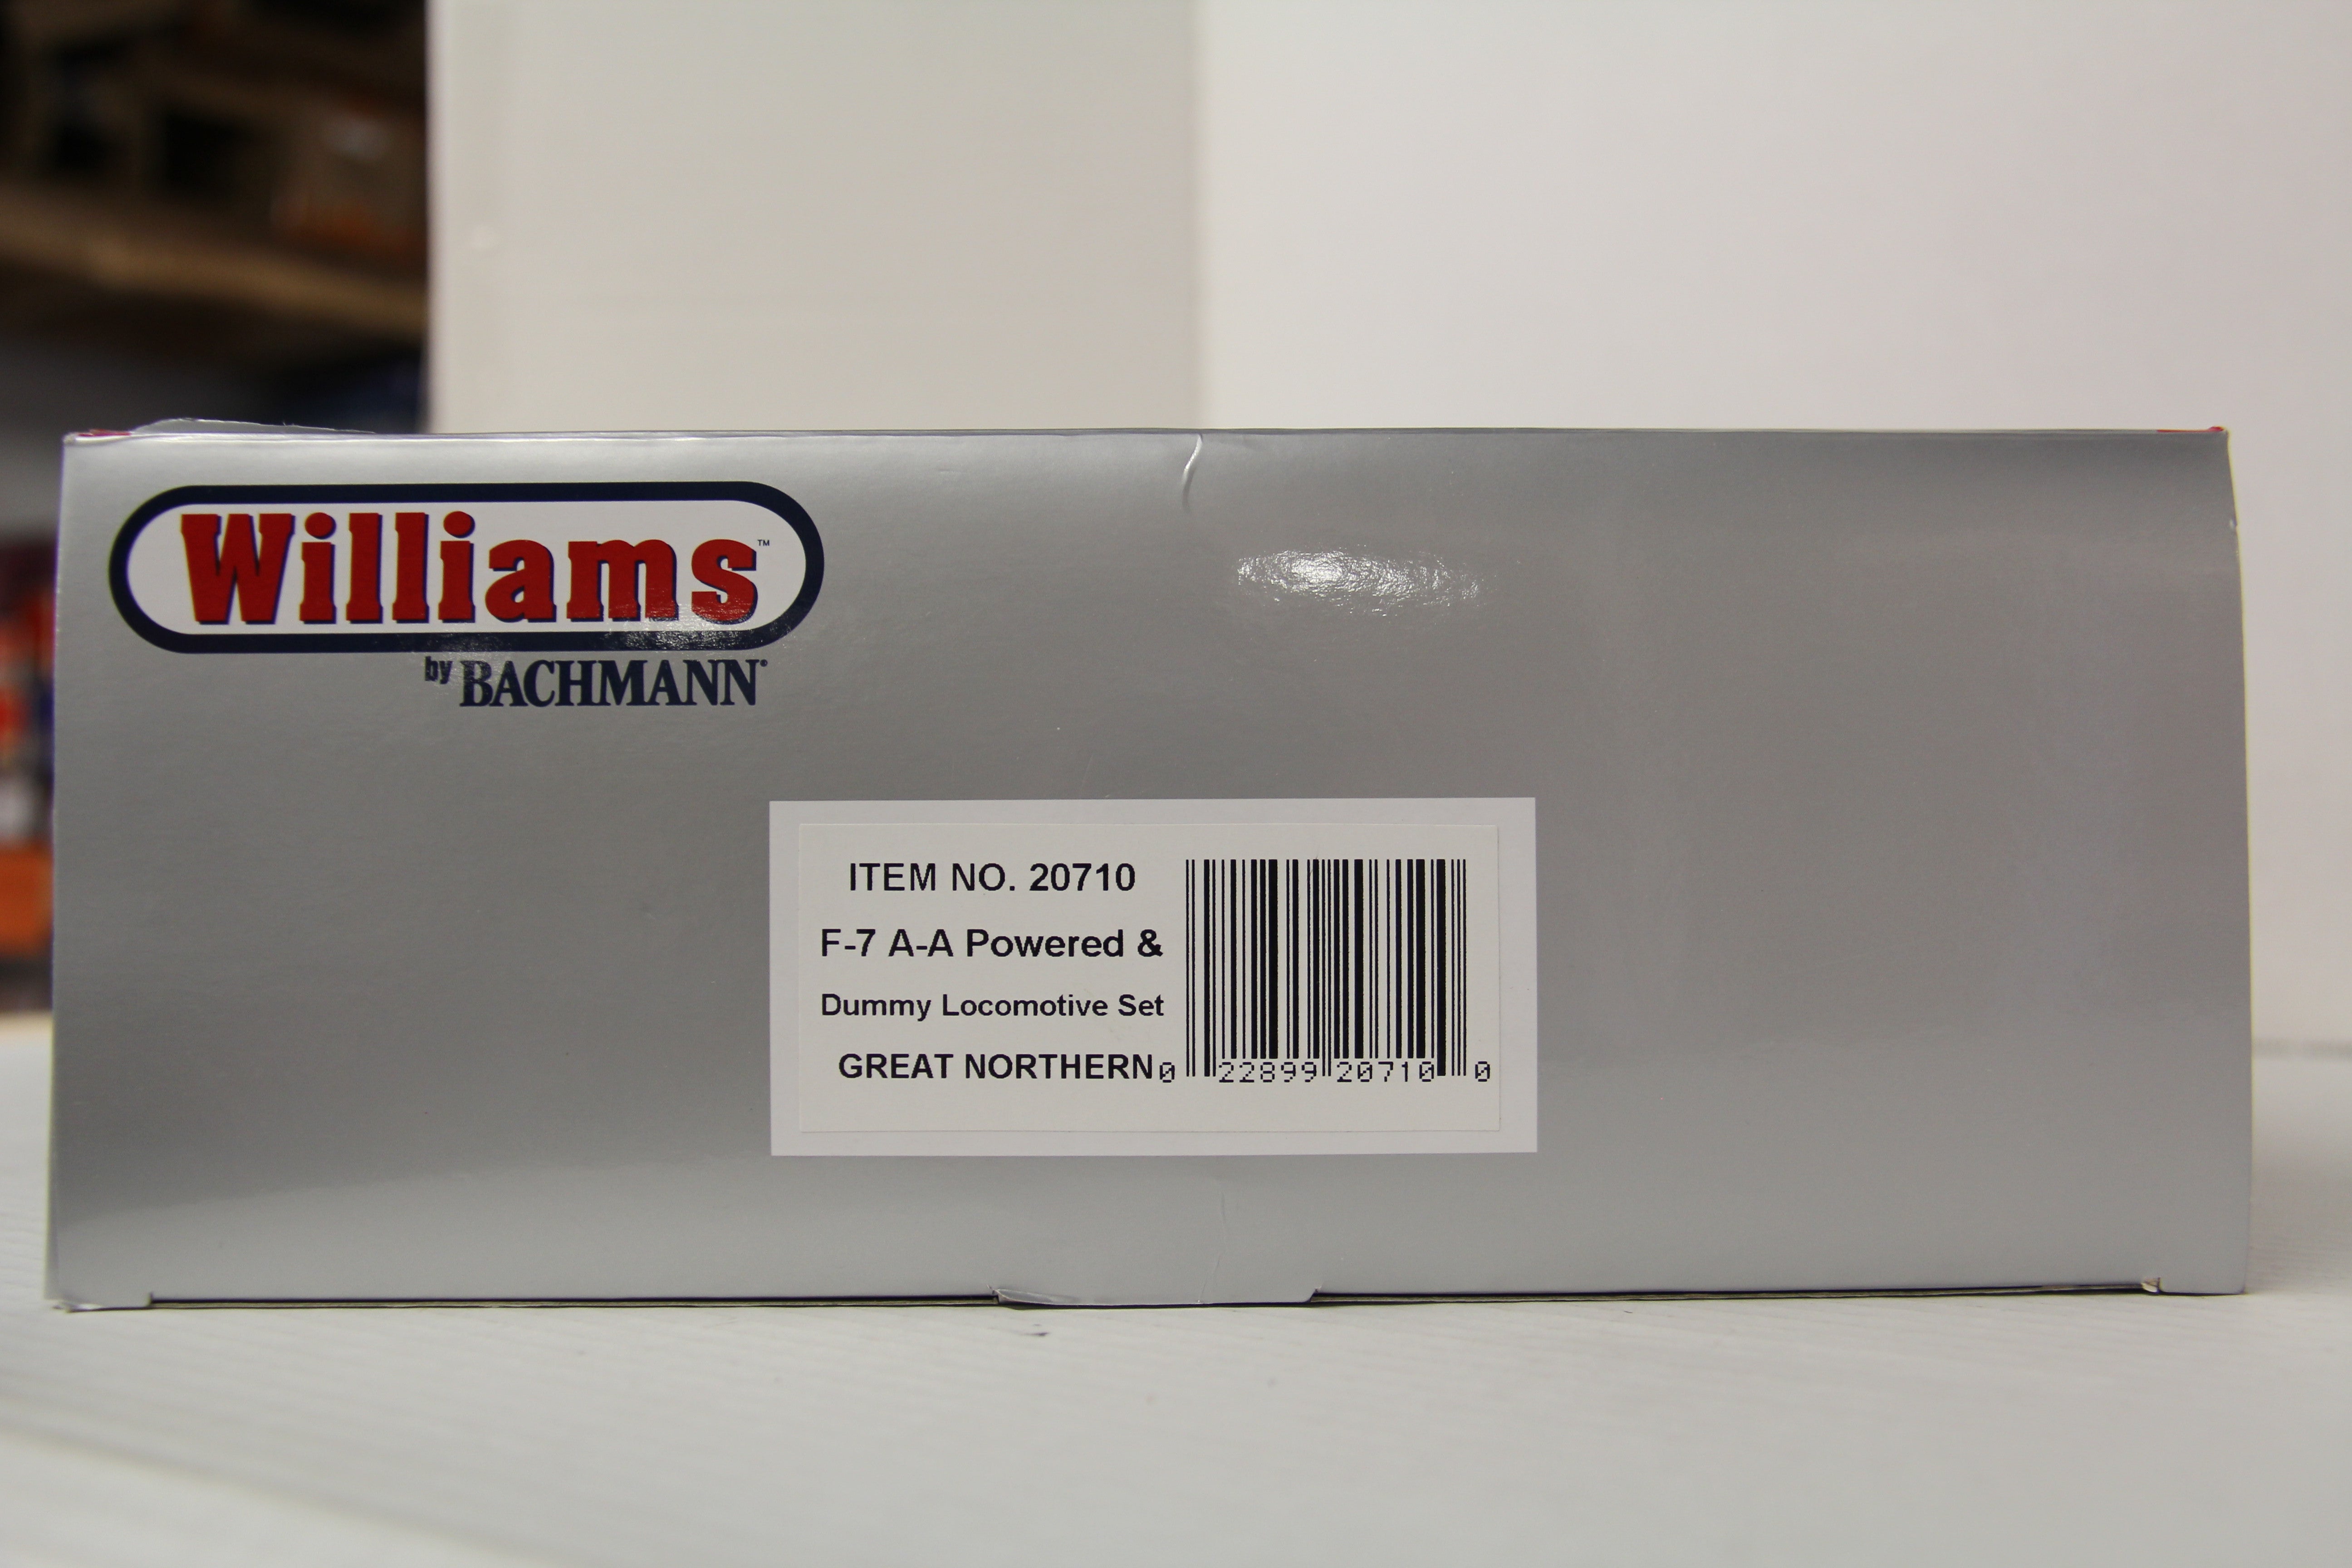 Williams™
by BACHMANN®
ITEM NO. 20710
F-7 A-A Powered &
Dummy Locomotive Set
GREAT NORTHERN
0 22899 20710 0